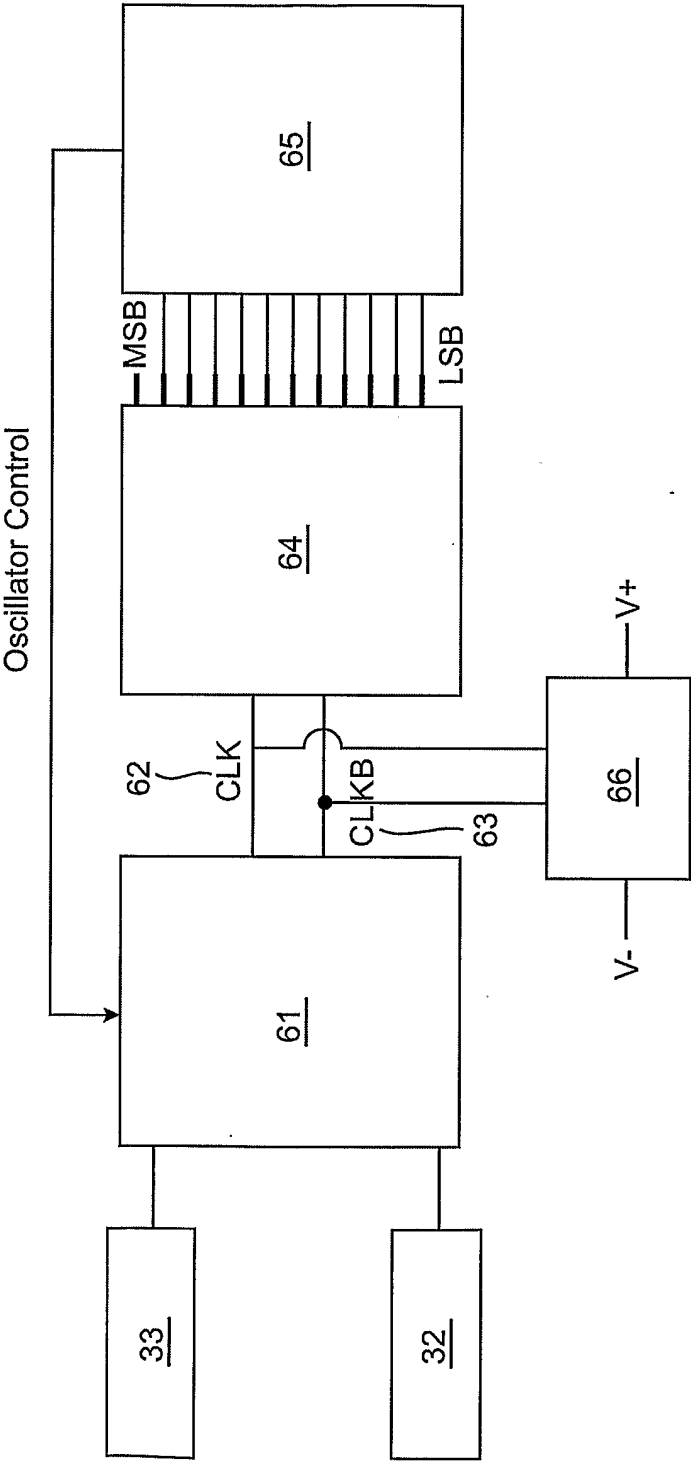 Oscillator Control
33
32
61
62
CLK
CLKB
63
64
MSB
LSB
65
V-
66
V+